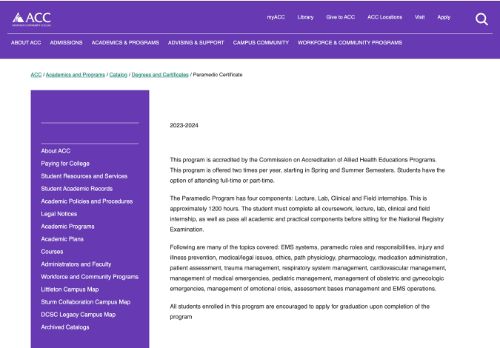 ACC
myACC Library Give to ACC ACC Locations Visit Apply
ABOUT ACC ADMISSIONS ACADEMICS & PROGRAMS ADVISING & SUPPORT CAMPUS COMMUNITY WORKFORCE & COMMUNITY PROGRAMS
ACC / Academics and Programs / Catalog / Degrees and Certificates / Paramedic Certificate
About ACC
Paying for College
Student Resources and Services
Student Academic Records
Academic Policies and Procedures
Legal Notices
Academic Programs
Academic Plans
Courses
Administrators and Faculty
Workforce and Community Programs
Littleton Campus Map
Sturm Collaboration Campus Map
DCSC Legacy Campus Map
Archived Catalogs
2023-2024
This program is accredited by the Commission on Accreditation of Allied Health Educations Programs.
This program is offered two times per year, starting in Spring and Summer Semesters. Students have the
option of attending full-time or part-time.
The Paramedic Program has four components: Lecture, Lab, Clinical and Field internships. This is
approximately 1200 hours. The student must complete all coursework, lecture, lab, clinical and field
internship, as well as pass all academic and practical components before sitting for the National Registry
Examination.
Following are many of the topics covered: EMS systems, paramedic roles and responsibilities, injury and
illness prevention, medical/legal issues, ethics, path physiology, pharmacology, medication administration,
patient assessment, trauma management, respiratory system management, cardiovascular management,
management of medical emergencies, pediatric management, management of obstetric and gynecologic
emergencies, management of emotional crisis, assessment bases management and EMS operations.
All students enrolled in this program are encouraged to apply for graduation upon completion of the
program